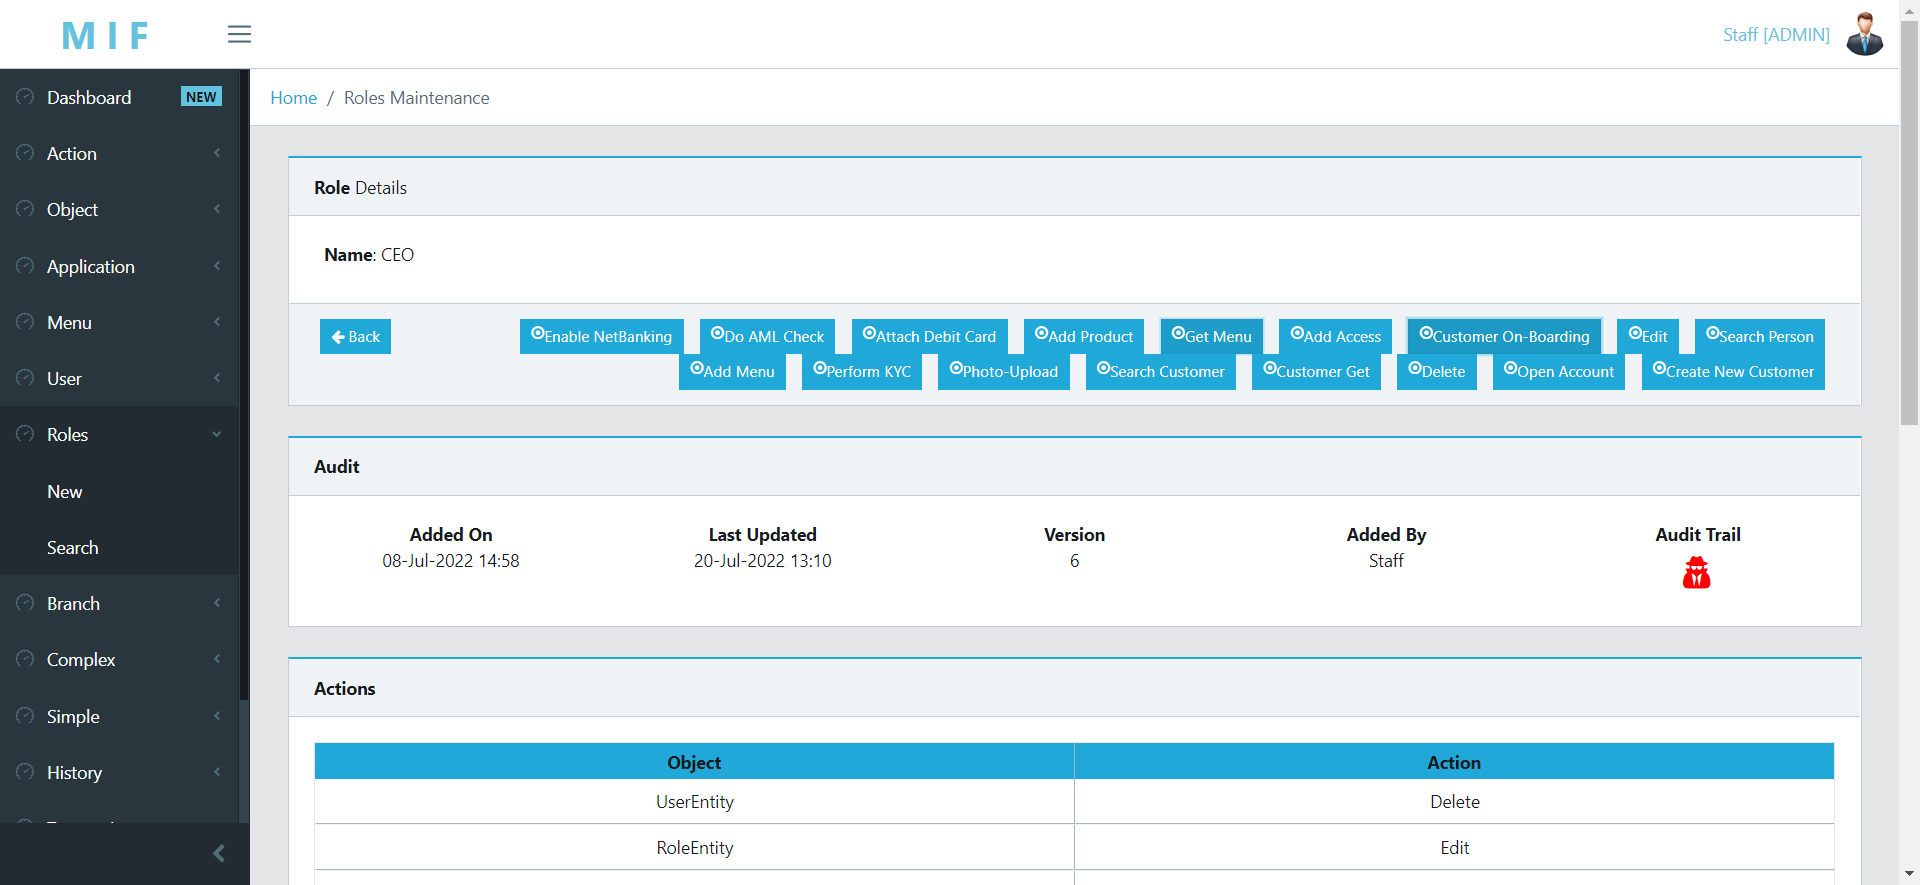 M I F
Staff [ADMIN]
Dashboard NEW
Action
Object
Application
Menu
User
Roles
New
Search
Branch
Complex
Simple
History
Home / Roles Maintenance
Role Details
Name: CEO
Back Enable NetBanking Do AML Check Attach Debit Card Add Product Get Menu Add Access Customer On-Boarding Edit Search Person
Add Menu Perform KYC Photo-Upload Search Customer Customer Get Delete Open Account Create New Customer
Audit
Added On Last Updated Version Added By Audit Trail
08-Jul-2022 14:58 20-Jul-2022 13:10 6 Staff
Actions
Object Action
UserEntity Delete
RoleEntity Edit